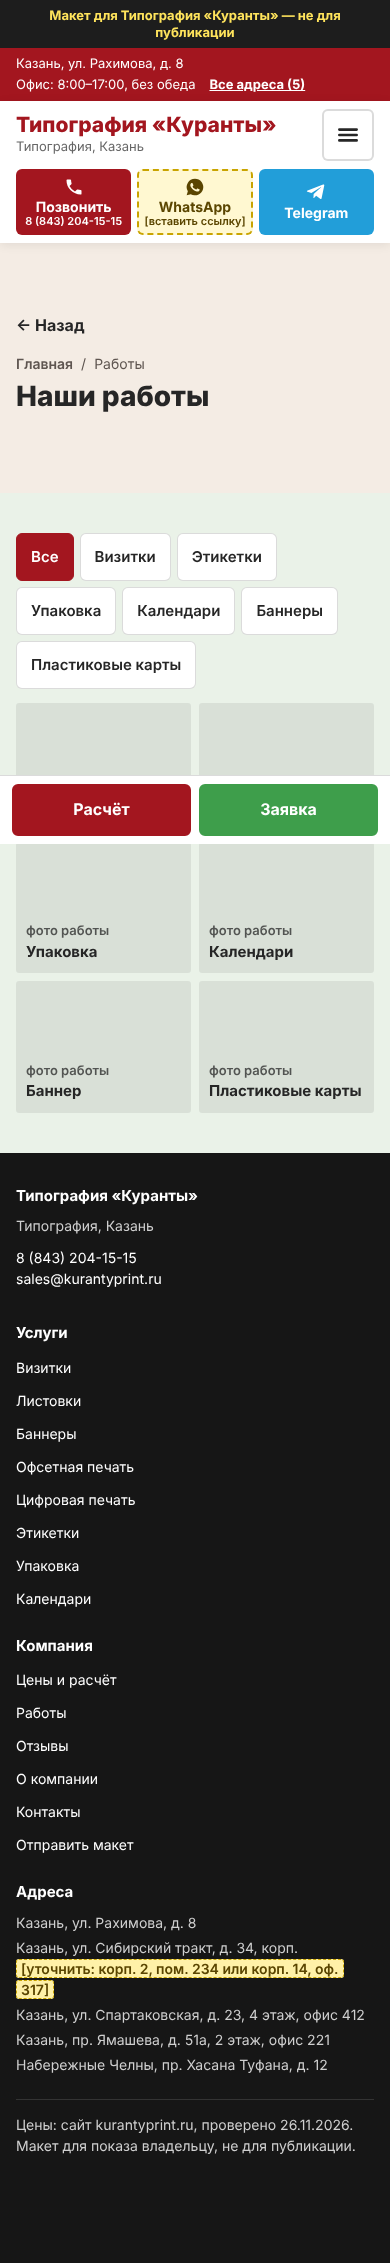 Макет для Типография «Куранты» — не для
публикации
Казань, ул. Рахимова, д. 8
Офис: 8:00–17:00, без обеда Все адреса (5)
Типография «Куранты»
Типография, Казань
Позвонить
8 (843) 204-15-15
WhatsApp
[вставить ссылку]
Telegram
← Назад
Главная / Работы
Наши работы
Все
Визитки
Этикетки
Упаковка
Календари
Баннеры
Пластиковые карты
Расчёт
Заявка
фото работы
Упаковка
фото работы
Календари
фото работы
Баннер
фото работы
Пластиковые карты
Типография «Куранты»
Типография, Казань
8 (843) 204-15-15
sales@kurantyprint.ru
Услуги
Визитки
Листовки
Баннеры
Офсетная печать
Цифровая печать
Этикетки
Упаковка
Календари
Компания
Цены и расчёт
Работы
Отзывы
О компании
Контакты
Отправить макет
Адреса
Казань, ул. Рахимова, д. 8
Казань, ул. Сибирский тракт, д. 34, корп.
[уточнить: корп. 2, пом. 234 или корп. 14, оф.
317]
Казань, ул. Спартаковская, д. 23, 4 этаж, офис 412
Казань, пр. Ямашева, д. 51а, 2 этаж, офис 221
Набережные Челны, пр. Хасана Туфана, д. 12
Цены: сайт kurantyprint.ru, проверено 26.11.2026.
Макет для показа владельцу, не для публикации.